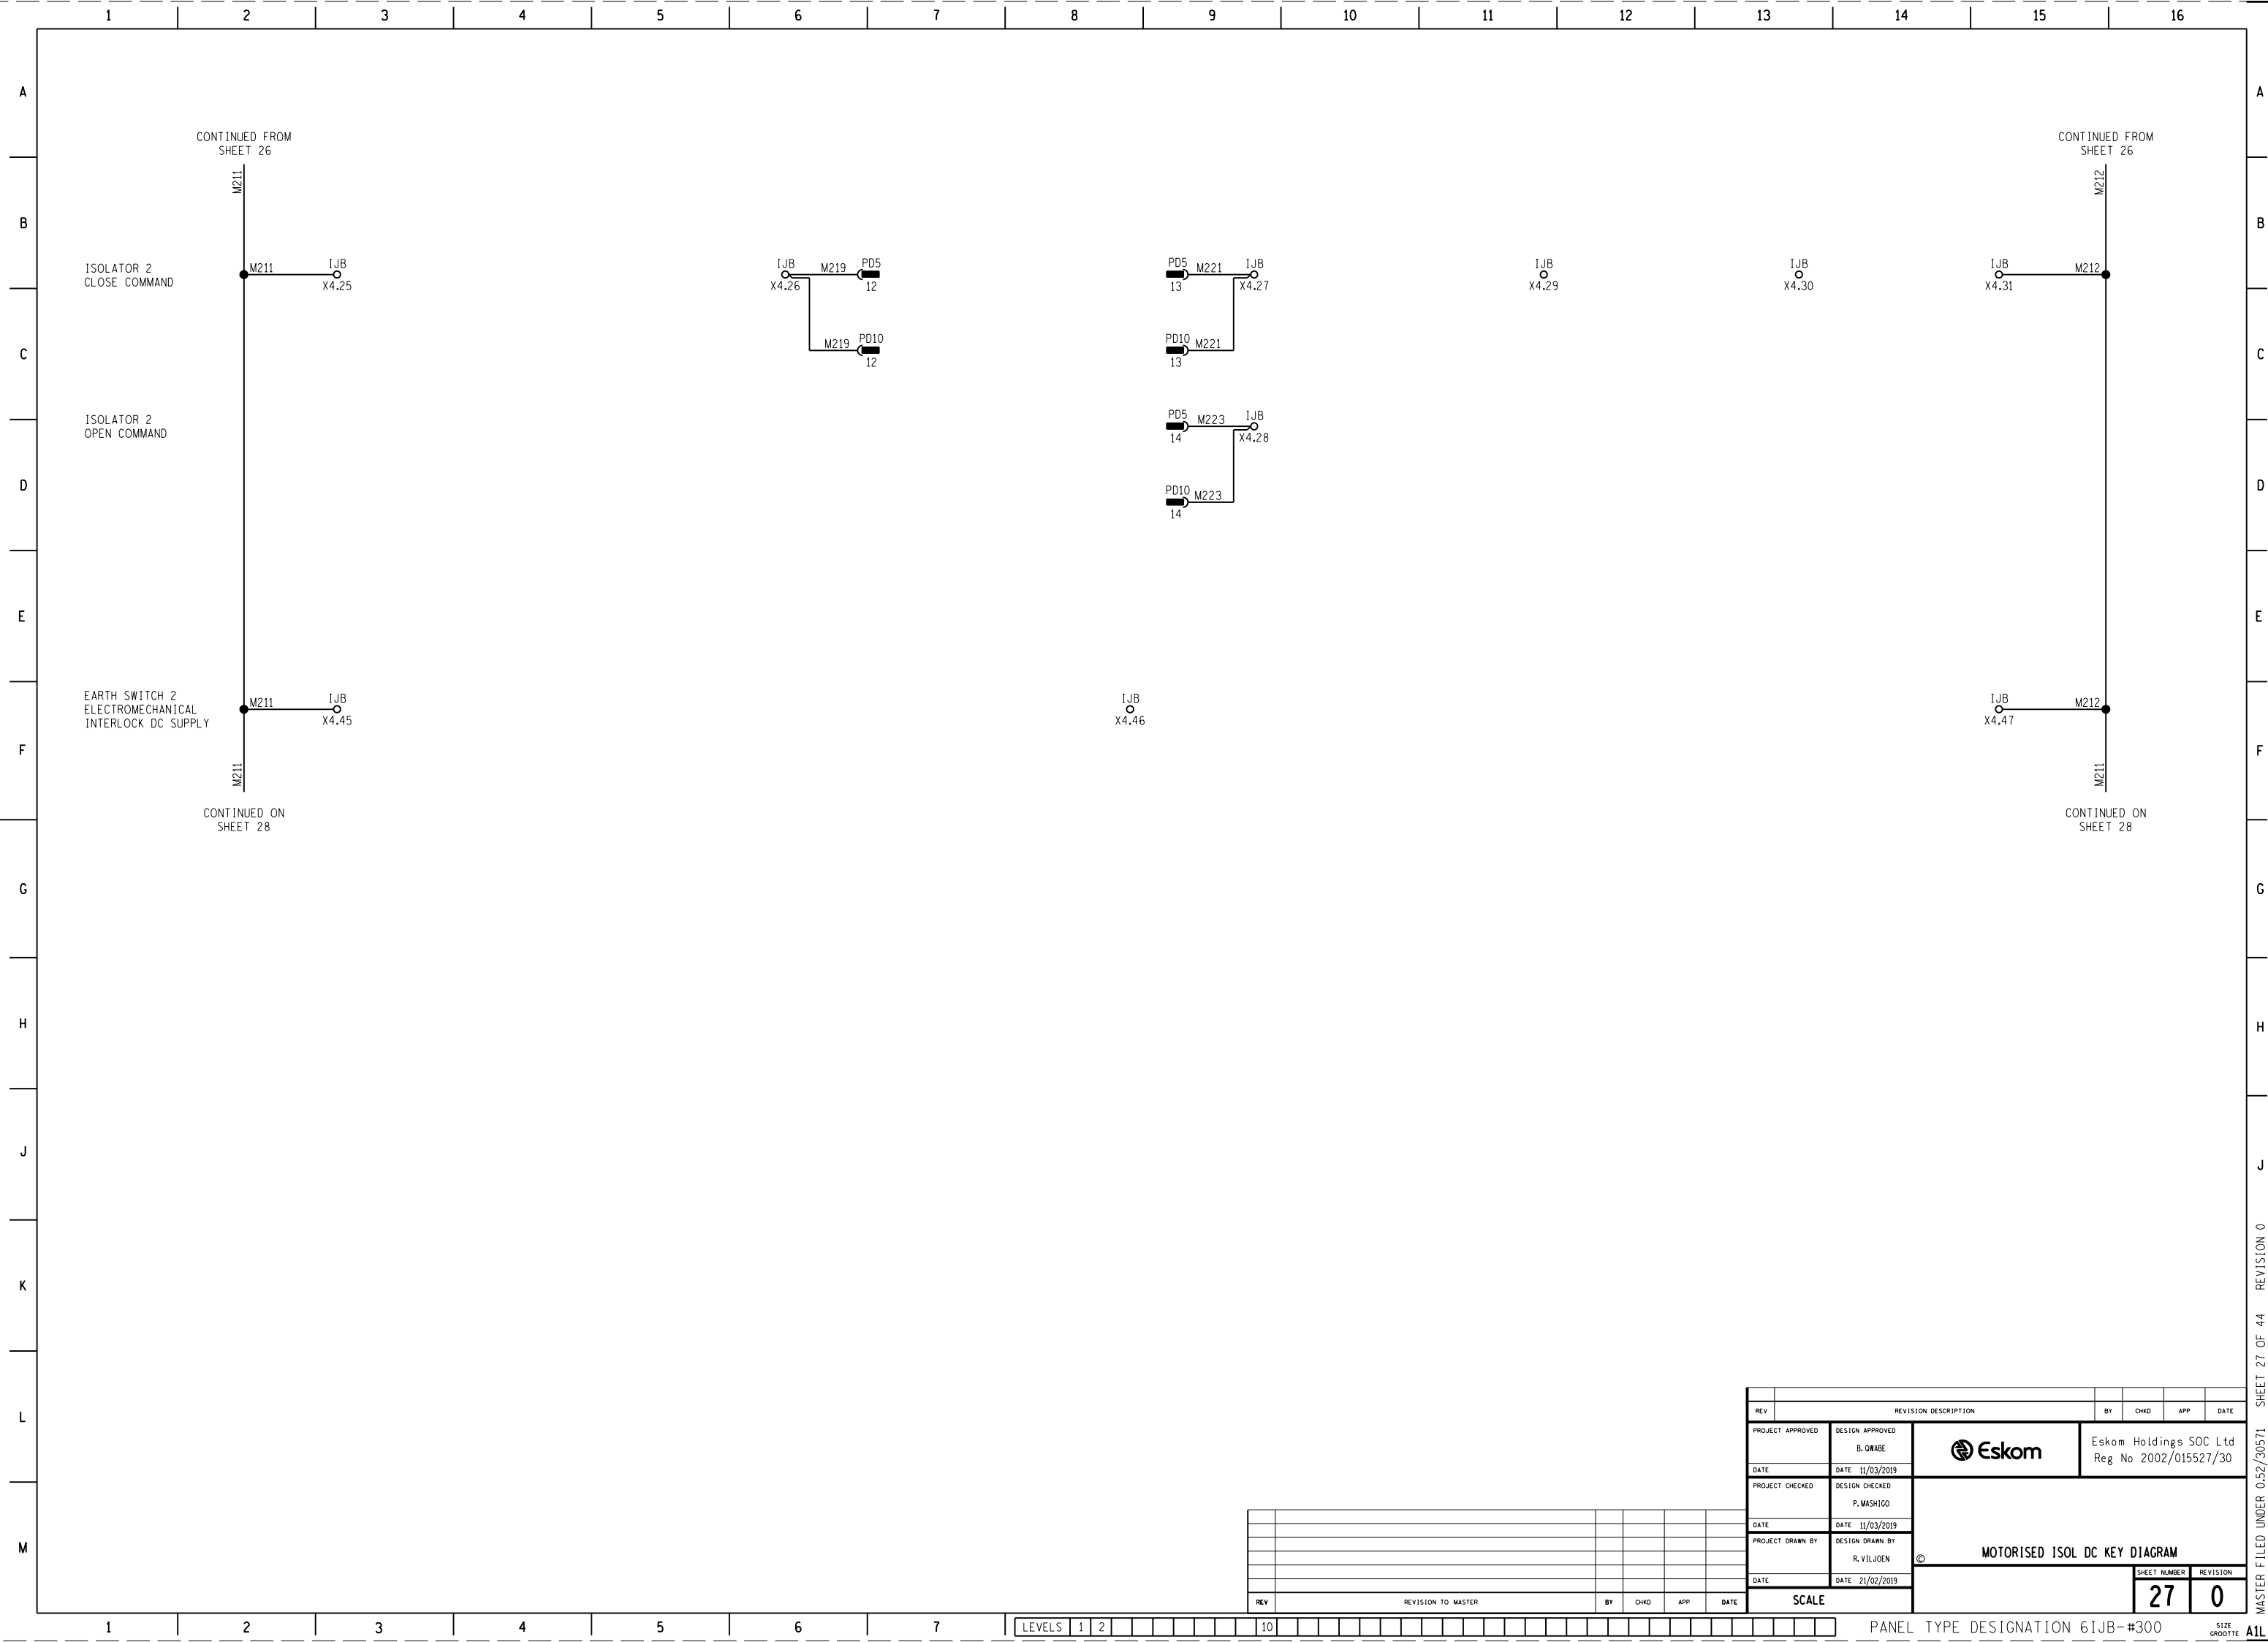 1 2 3 4 5 6 7 8 9 10 11 12 13 14 15 16
A A
CONTINUED FROM
SHEET 26
CONTINUED FROM
SHEET 26
M211
M212
B B
ISOLATOR 2
CLOSE COMMAND
M211
IJB
X4.25
IJB
X4.26
M219
PD5
12
PD5
13
M221
IJB
X4.27
IJB
X4.29
IJB
X4.30
IJB
X4.31
M212
C C
M219
PD10
12
PD10
13
M221
ISOLATOR 2
OPEN COMMAND
PD5
14
M223
IJB
X4.28
D D
PD10
14
M223
E E
EARTH SWITCH 2
ELECTROMECHANICAL
INTERLOCK DC SUPPLY
M211
IJB
X4.45
IJB
X4.46
IJB
X4.47
M212
F F
M211
M211
CONTINUED ON
SHEET 28
CONTINUED ON
SHEET 28
G G
H H
J J
K
L
M
REV REVISION DESCRIPTION BY CHKD APP DATE
PROJECT APPROVED
DATE
DESIGN APPROVED
B. QWABE
DATE 11/03/2019
Eskom
Eskom Holdings SOC Ltd
Reg No 2002/015527/30
PROJECT CHECKED
DATE
DESIGN CHECKED
P. MASHIGO
DATE 11/03/2019
PROJECT DRAWN BY
DATE
DESIGN DRAWN BY
R. VILJOEN
DATE 21/02/2019
SCALE
©
MOTORISED ISOL DC KEY DIAGRAM
SHEET NUMBER
27
REVISION
0
REV REVISION TO MASTER BY CHKD APP DATE
1 2 3 4 5 6 7
LEVELS 1 2 10
PANEL TYPE DESIGNATION 6IJB-#300
SIZE
GROOTTE A1L
MASTER FILED UNDER 0.52/30571 SHEET 27 OF 44 REVISION 0